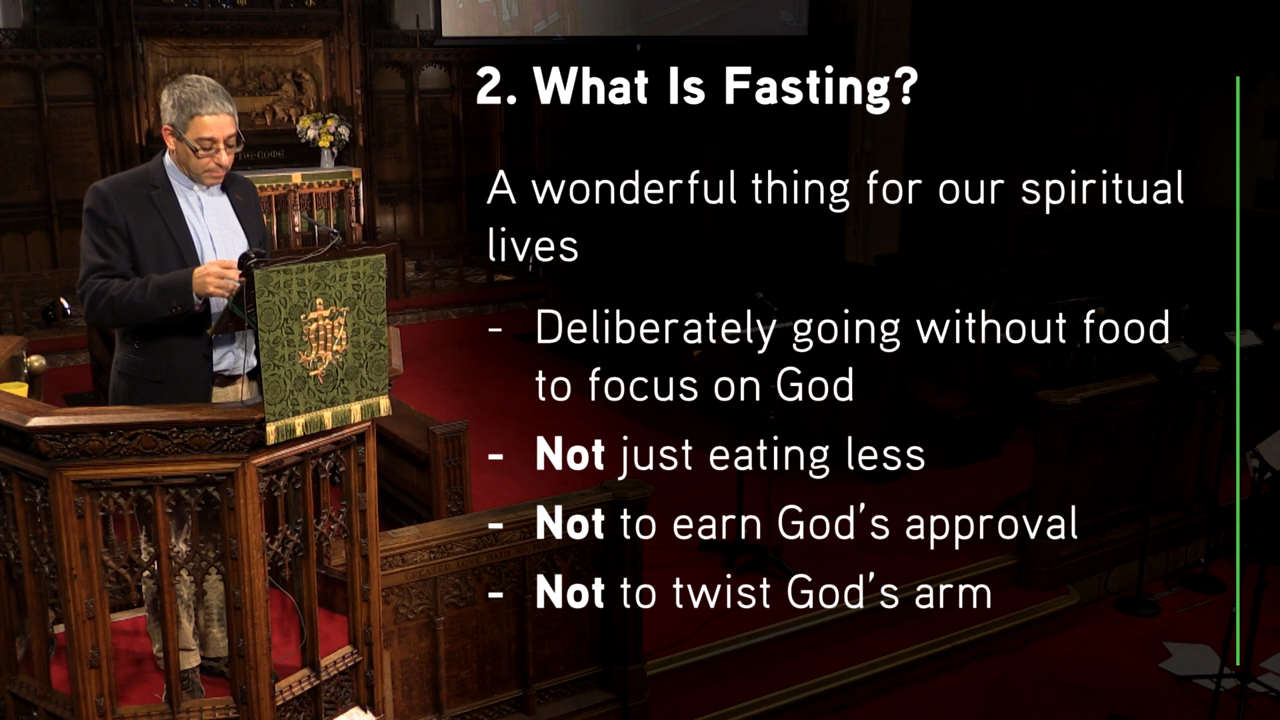 2. What Is Fasting?
A wonderful thing for our spiritual
lives
- Deliberately going without food
to focus on God
- Not just eating less
- Not to earn God's approval
- Not to twist God's arm